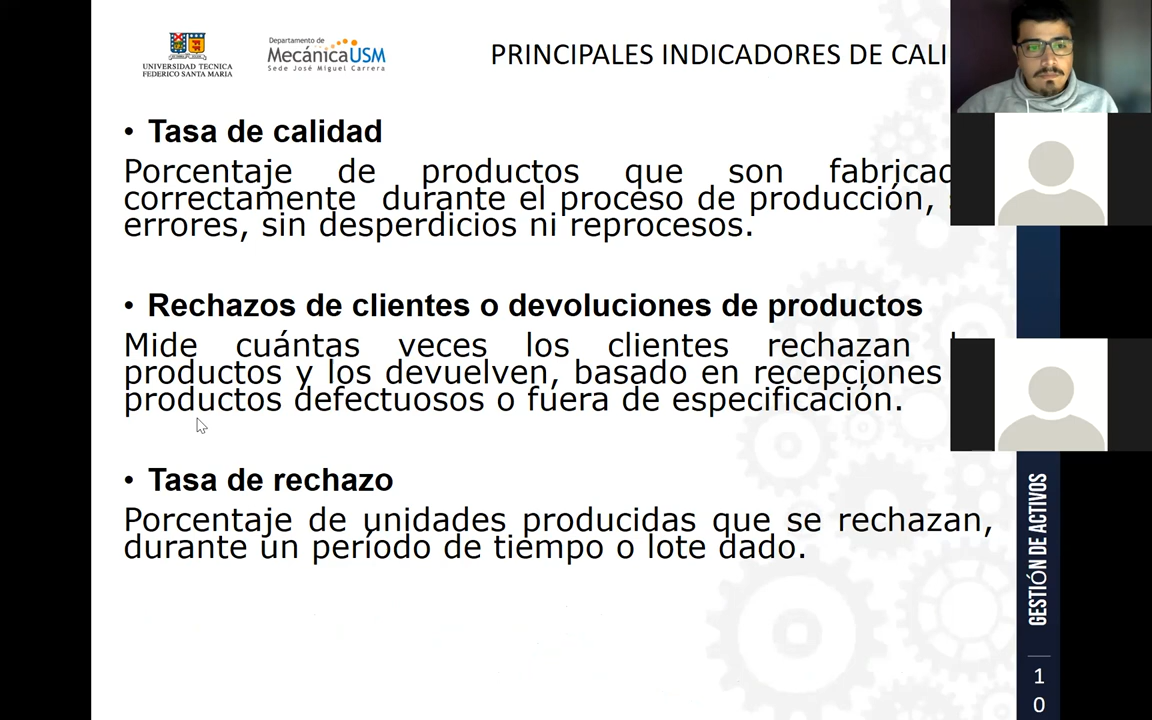 UNIVERSIDAD TECNICA
FEDERICO SANTA MARIA
Departamento de
MecánicaUSM
Sede José Miguel Carrera
PRINCIPALES INDICADORES DE CALI
• Tasa de calidad
Porcentaje de productos que son fabricad
correctamente durante el proceso de producción,
errores, sin desperdicios ni reprocesos.
• Rechazos de clientes o devoluciones de productos
Mide cuántas veces los clientes rechazan
productos y los devuelven, basado en recepciones
productos defectuosos o fuera de especificación.
• Tasa de rechazo
Porcentaje de unidades producidas que se rechazan,
durante un período de tiempo o lote dado.
GESTIÓN DE ACTIVOS
1
0